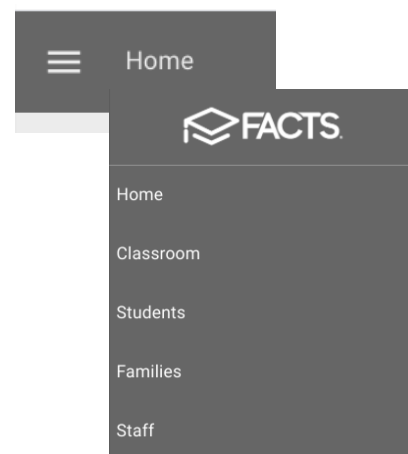 Home
FACTS
Home
Classroom
Students
Families
Staff